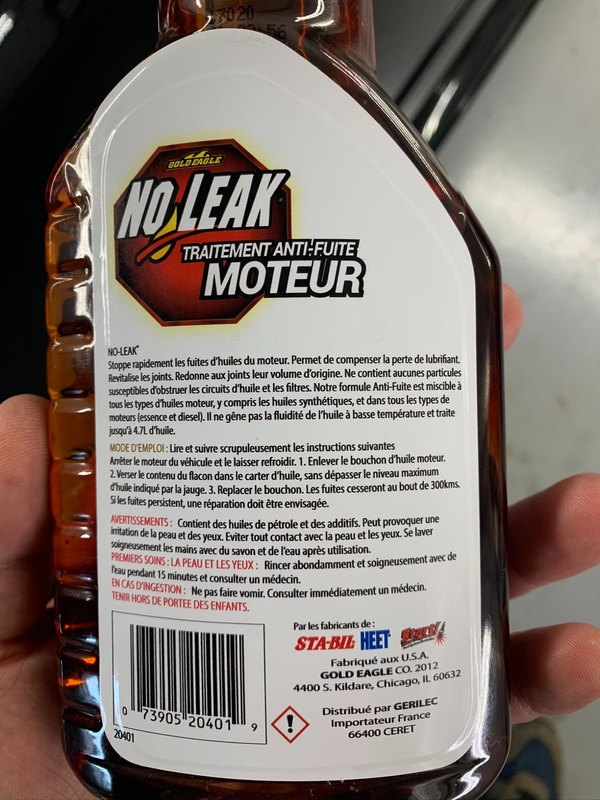 7020
:56
GOLD EAGLE
NO LEAK
TRAITEMENT ANTI-FUITE
MOTEUR
NO-LEAK®
Stoppe rapidement les fuites d'huiles du moteur. Permet de compenser la perte de lubrifiant.
Revitalise les joints. Redonne aux joints leur volume d'origine. Ne contient aucunes particules
susceptibles d'obstruer les circuits d'huile et les filtres. Notre formule Anti-Fuite est miscible à
tous les types d'huiles moteur, y compris les huiles synthétiques, et dans tous les types de
moteurs (essence et diesel). Il ne gêne pas la fluidité de l'huile à basse température et traite
jusqu'à 4.7L d'huile.
MODE D'EMPLOI : Lire et suivre scrupuleusement les instructions suivantes
Arrêter le moteur du véhicule et le laisser refroidir. 1. Enlever le bouchon d'huile moteur.
2. Verser le contenu du flacon dans le carter d'huile, sans dépasser le niveau maximum
d'huile indiqué par la jauge. 3. Replacer le bouchon. Les fuites cesseront au bout de 300kms.
Si les fuites persistent, une réparation doit être envisagée.
AVERTISSEMENTS : Contient des huiles de pétrole et des additifs. Peut provoquer une
irritation de la peau et des yeux. Eviter tout contact avec la peau et les yeux. Se laver
soigneusement les mains avec du savon et de l'eau après utilisation.
PREMIERS SOINS : LA PEAU ET LES YEUX : Rincer abondamment et soigneusement avec de
l'eau pendant 15 minutes et consulter un médecin.
EN CAS D'INGESTION : Ne pas faire vomir. Consulter immédiatement un médecin.
TENIR HORS DE PORTEE DES ENFANTS.
Par les fabricants de :
STA-BIL HEET Start
Fabriqué aux U.S.A.
GOLD EAGLE CO. 2012
4400 S. Kildare, Chicago, IL 60632
Distribué par GERILEC
Importateur France
66400 CERET
0 73905 20401 9
20401